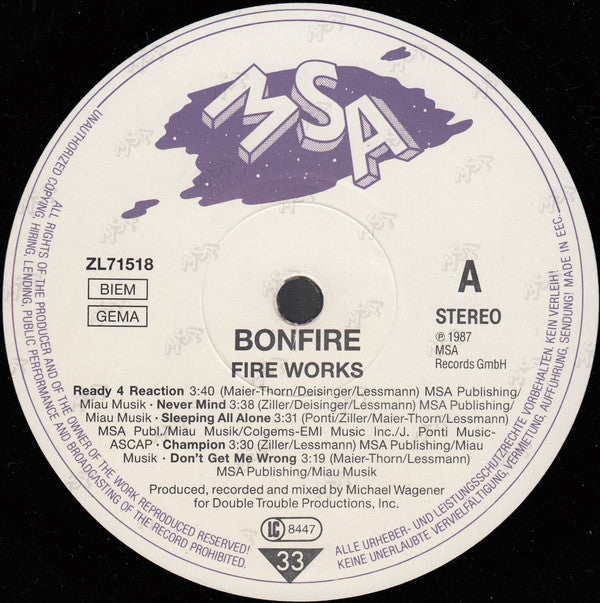 MSA
ZL71518
BIEM
GEMA
A
STEREO
℗ 1987
MSA
Records GmbH
BONFIRE
FIRE WORKS
Ready 4 Reaction 3:40 (Maier-Thorn/Deisinger/Lessmann) MSA Publishing/
Miau Musik · Never Mind 3:38 (Ziller/Deisinger/Lessmann) MSA Publishing/
Miau Musik · Sleeping All Alone 3:31 (Ponti/Ziller/Maier-Thorn/Lessmann)
MSA Publ./Miau Musik/Colgems-EMI Music Inc./J. Ponti Music-
ASCAP · Champion 3:30 (Ziller/Lessmann) MSA Publishing/Miau
Musik · Don't Get Me Wrong 3:19 (Maier-Thorn/Lessmann)
MSA Publishing/Miau Musik
Produced, recorded and mixed by Michael Wagener
for Double Trouble Productions, Inc.
LC 8447
33
ALL RIGHTS OF THE PRODUCER AND OF THE OWNER OF THE WORK REPRODUCED RESERVED!
UNAUTHORIZED COPYING, HIRING, LENDING, PUBLIC PERFORMANCE AND BROADCASTING OF THE RECORD PROHIBITED.
ALLE URHEBER- UND LEISTUNGSSCHUTZRECHTE VORBEHALTEN. KEIN VERLEIH!
KEINE UNERLAUBTE VERVIELFÄLTIGUNG, VERMIETUNG, AUFFÜHRUNG, SENDUNG! MADE IN EEC.